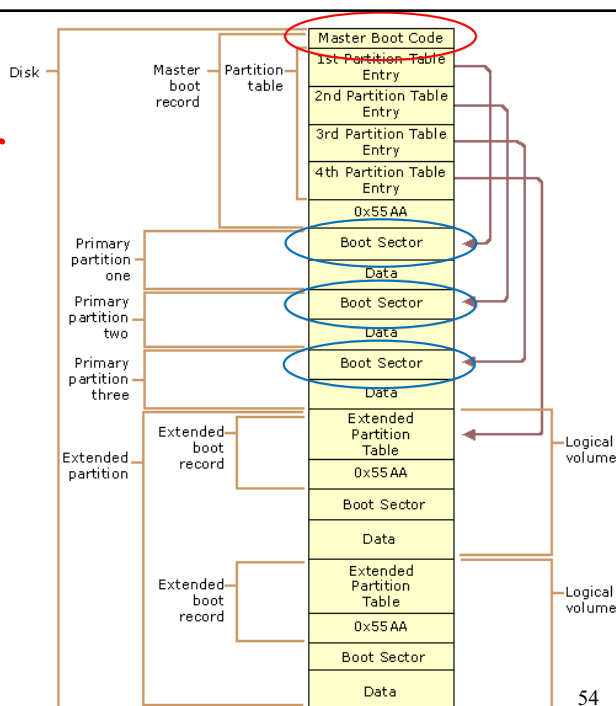 Master Boot Code
Disk
Master
boot
record
Partition
table
1st Partition Table
Entry
2nd Partition Table
Entry
3rd Partition Table
Entry
4th Partition Table
Entry
0x55AA
Primary
partition
one
Boot Sector
Data
Primary
partition
two
Boot Sector
Data
Primary
partition
three
Boot Sector
Data
Extended
partition
Extended
boot
record
Extended
Partition
Table
0x55AA
Boot Sector
Data
Logical
volume
Extended
boot
record
Extended
Partition
Table
0x55AA
Boot Sector
Data
Logical
volume
54